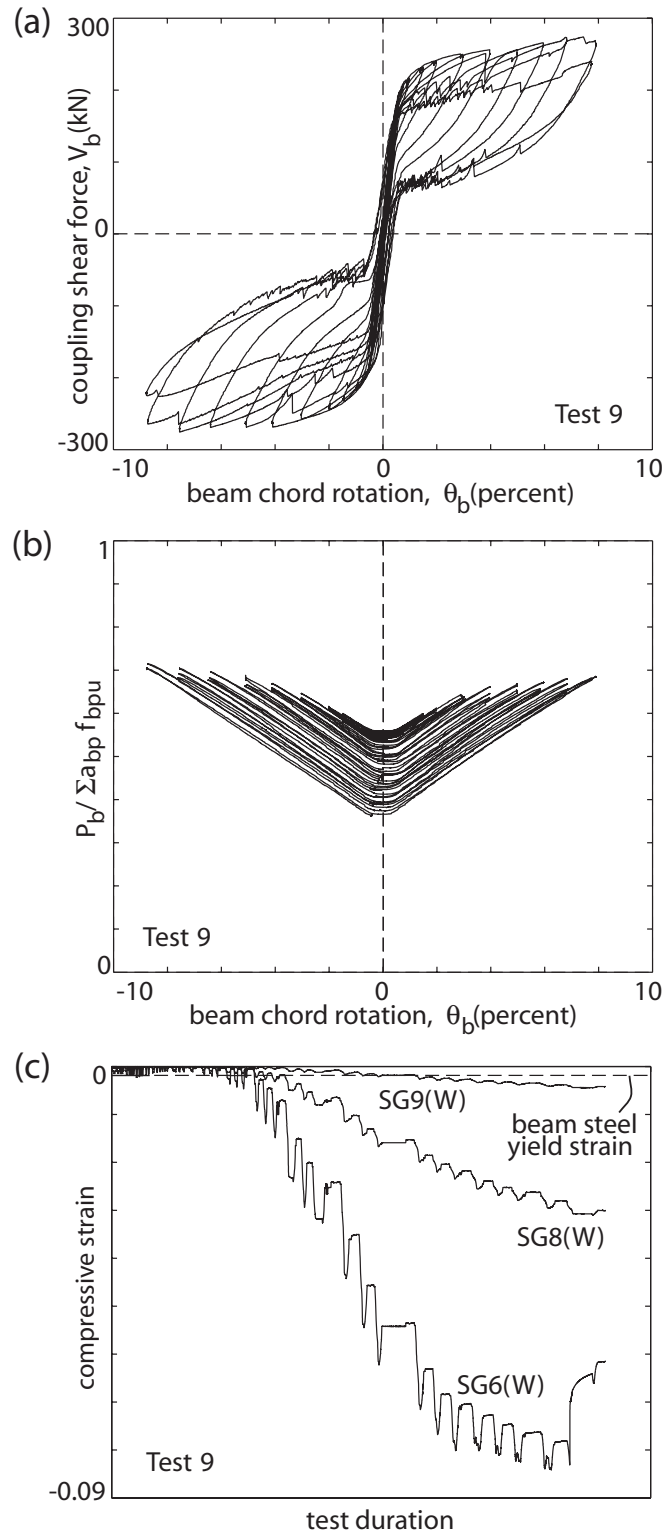 (a)
300
coupling shear force, V_b(kN)
0
-300
Test 9
-10 0 10
beam chord rotation, θ_b(percent)
(b)
1
P_b/ Σa_bp f_bpu
0
Test 9
-10 0 10
beam chord rotation, θ_b(percent)
(c)
0
SG9(W)
beam steel
yield strain
SG8(W)
compressive strain
SG6(W)
Test 9
-0.09
test duration